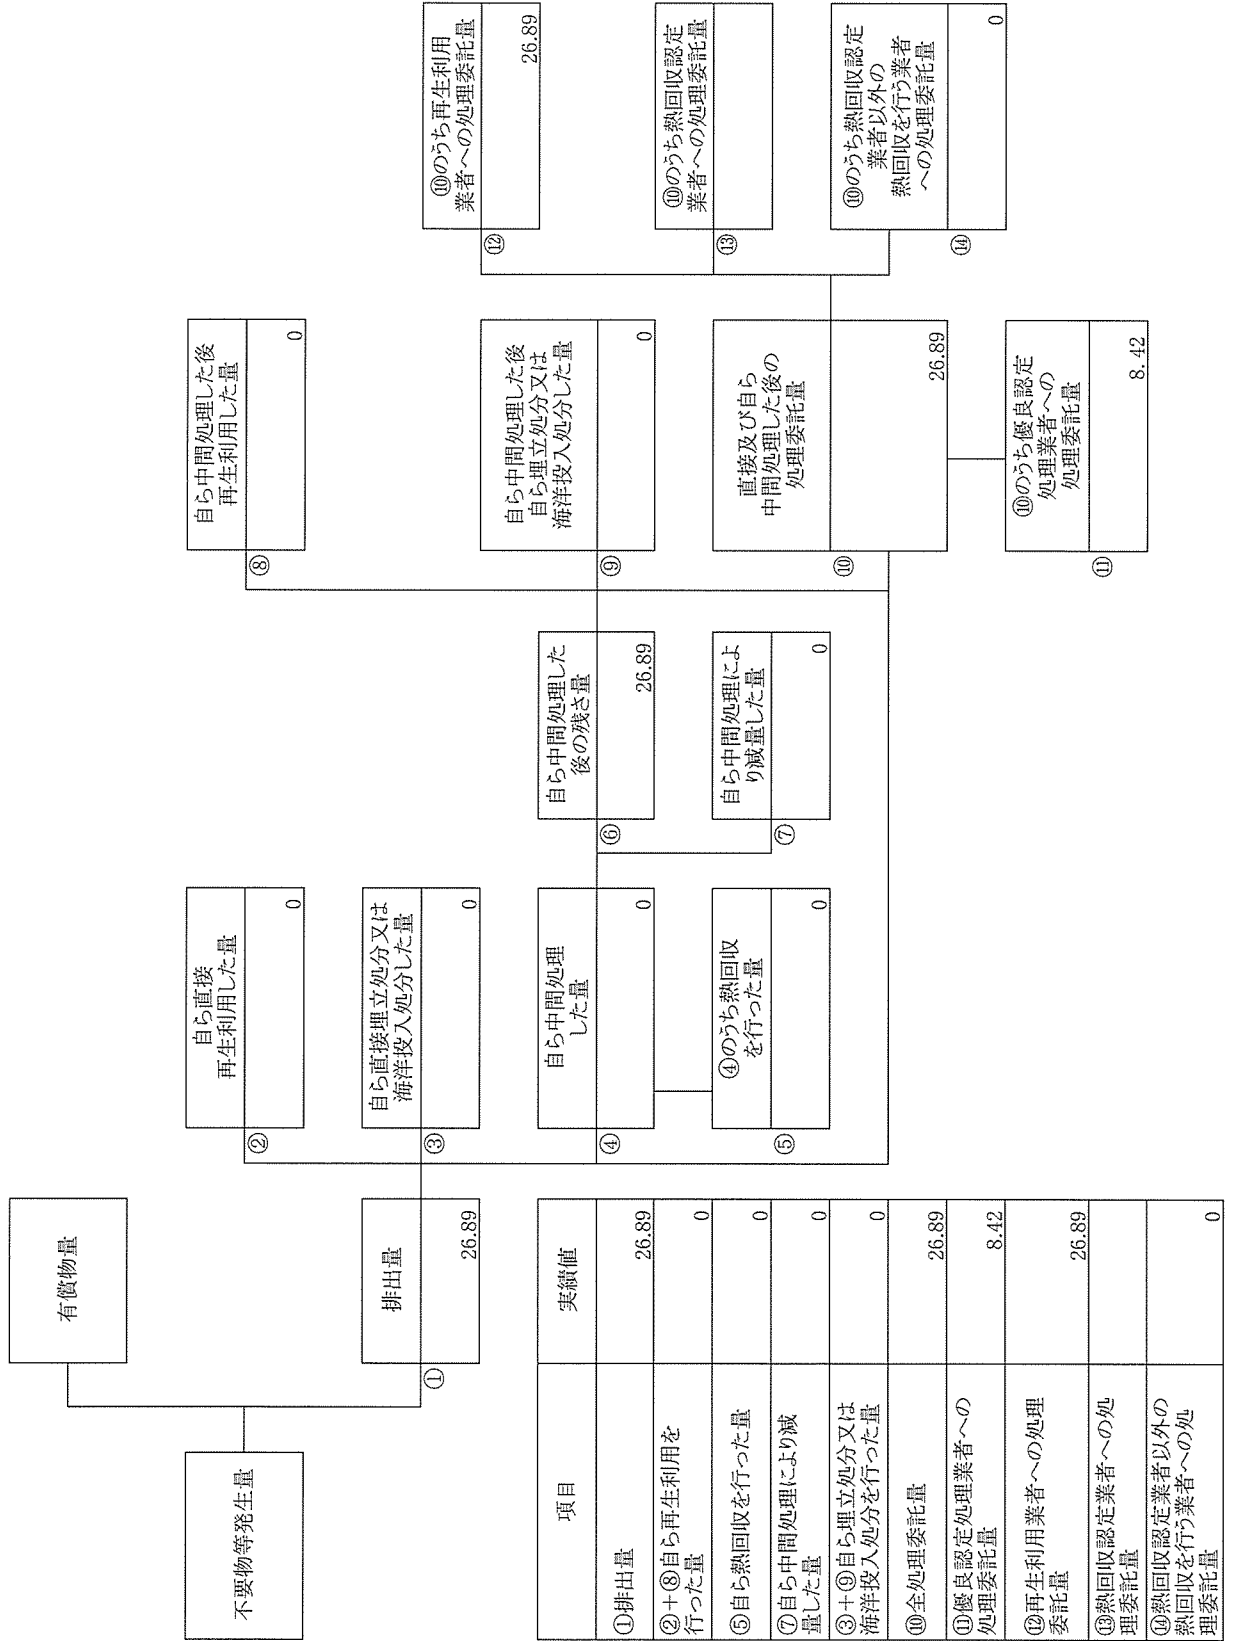 不要物等発生量
有償物量
排出量
①
26.89
自ら直接
再生利用した量
②
0
自ら直接埋立処分又は
海洋投入処分した量
③
0
自ら中間処理
した量
④
0
④のうち熱回収
を行った量
⑤
0
自ら中間処理した
後の残さ量
⑥
26.89
自ら中間処理によ
り減量した量
⑦
0
自ら中間処理した後
再生利用した量
⑧
0
自ら中間処理した後
自ら埋立処分又は
海洋投入処分した量
⑨
0
直接及び自ら
中間処理した後の
処理委託量
⑩
26.89
⑩のうち優良認定
処理業者への
処理委託量
⑪
8.42
⑩のうち再生利用
業者への処理委託量
⑫
26.89
⑩のうち熱回収認定
業者への処理委託量
⑬
⑩のうち熱回収認定
業者以外の
熱回収を行う業者
への処理委託量
⑭
0
項目
実績値
①排出量
26.89
②+⑧自ら再生利用を
行った量
0
⑤自ら熱回収を行った量
0
⑦自ら中間処理により減
量した量
0
③+⑨自ら埋立処分又は
海洋投入処分を行った量
0
⑩全処理委託量
26.89
⑪優良認定処理業者への
処理委託量
8.42
⑫再生利用業者への処理
委託量
26.89
⑬熱回収認定業者への処
理委託量
⑭熱回収認定業者以外の
熱回収を行う業者への処
理委託量
0